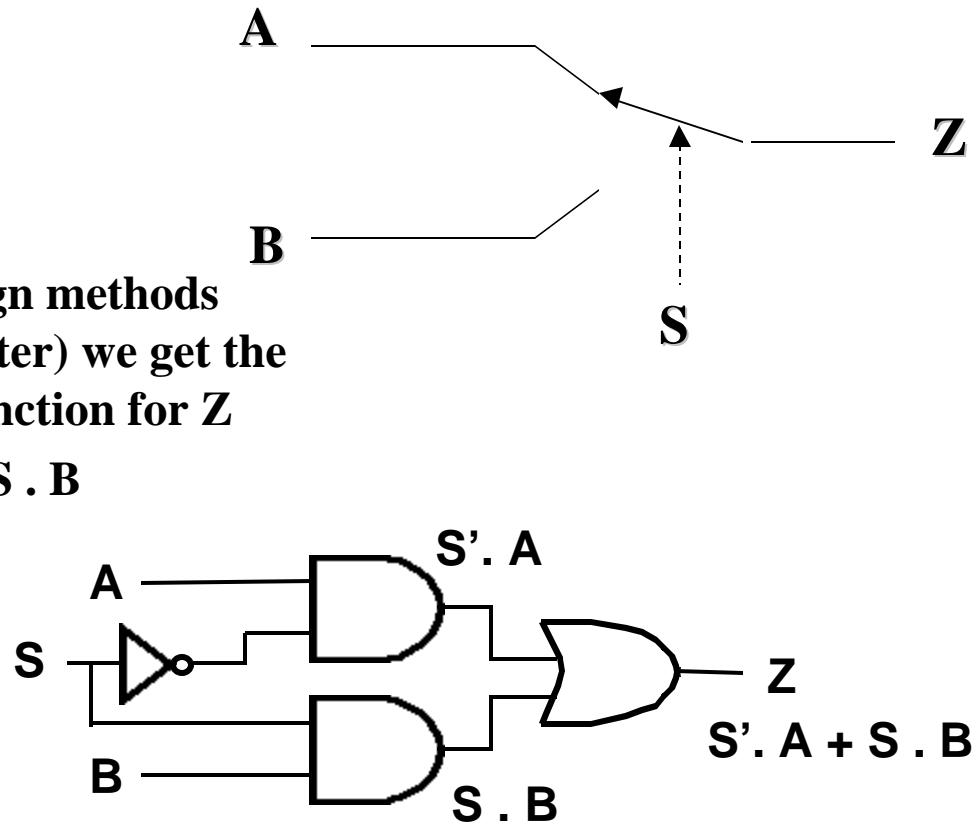 A
Z
B
gn methods
S
ter) we get the
nction for Z
S . B
S’. A
A
S
Z
S’. A + S . B
B
S . B